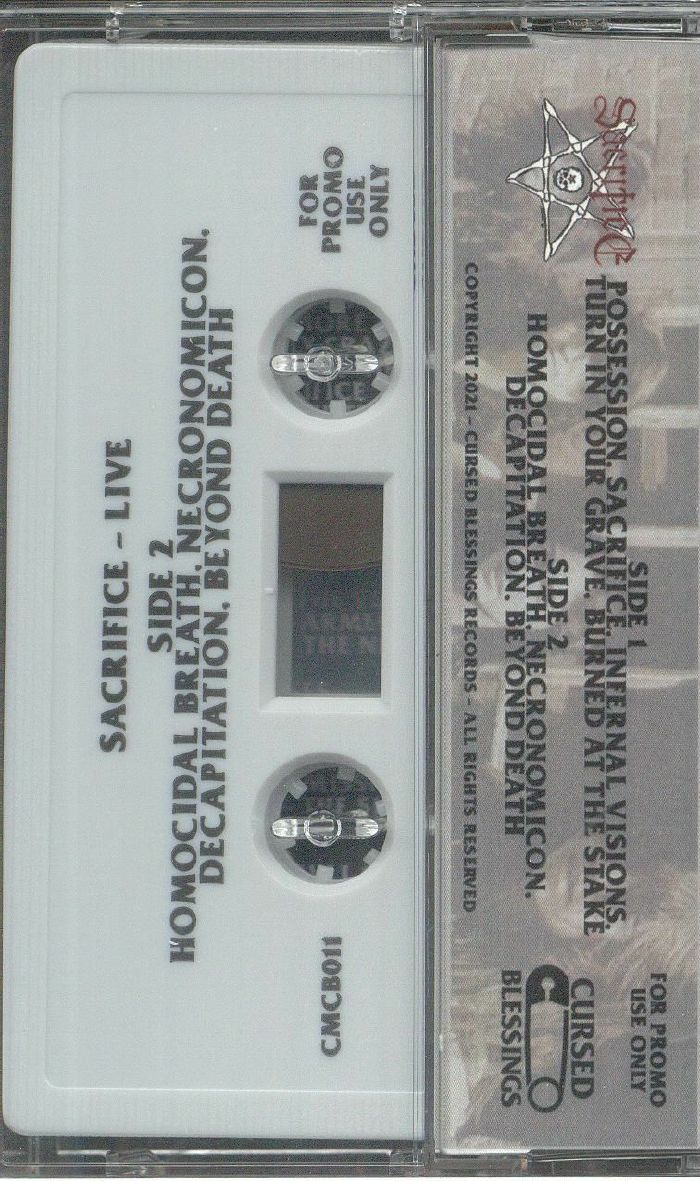 FOR
PROMO
USE
ONLY
SACRIFICE – LIVE
SIDE 2
HOMOCIDAL BREATH, NECRONOMICON,
DECAPITATION, BEYOND DEATH
CMCB011
Sacrifice
SIDE 1
POSSESSION, SACRIFICE, INFERNAL VISIONS,
TURN IN YOUR GRAVE, BURNED AT THE STAKE
SIDE 2
HOMOCIDAL BREATH, NECRONOMICON,
DECAPITATION, BEYOND DEATH
COPYRIGHT 2021 – CURSED BLESSINGS RECORDS – ALL RIGHTS RESERVED
FOR PROMO
USE ONLY
CURSED
BLESSINGS